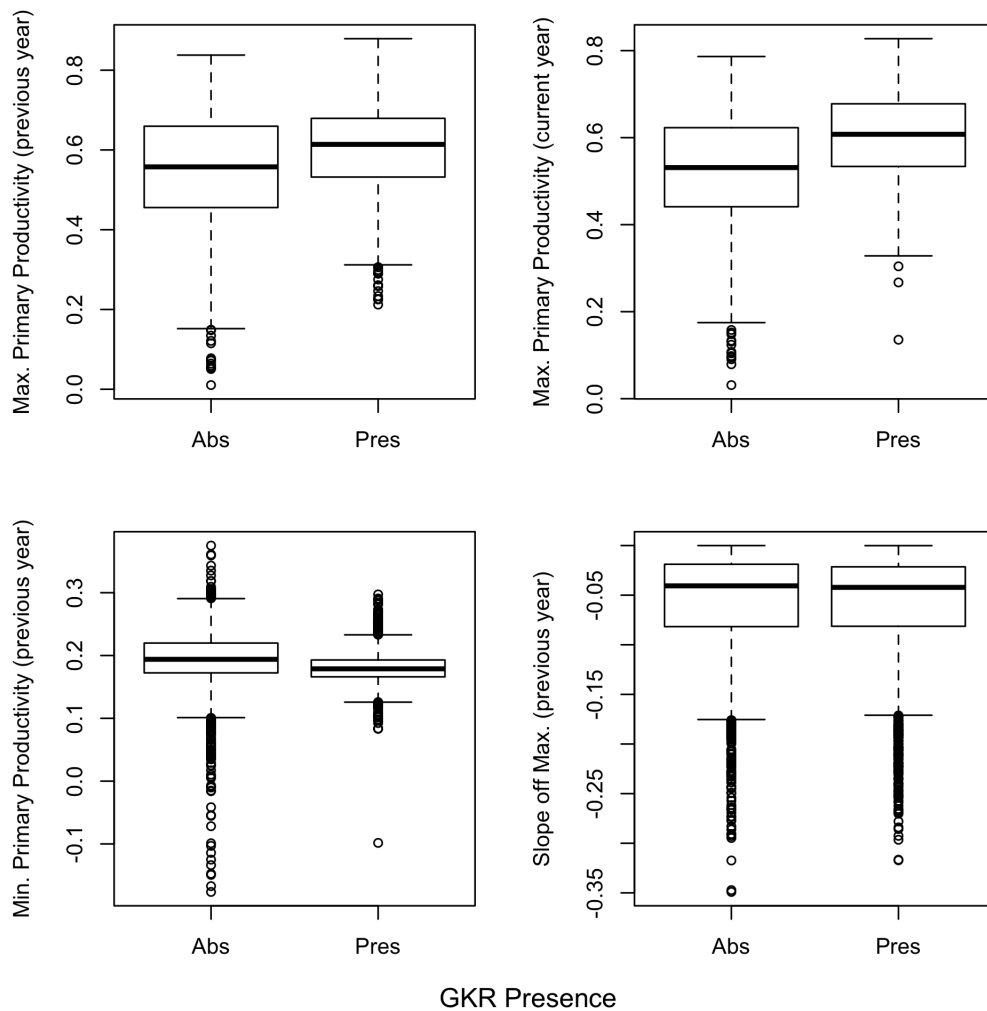 Max. Primary Productivity (previous year)
0.0
0.2
0.4
0.6
0.8
Abs
Pres
Max. Primary Productivity (current year)
0.0
0.2
0.4
0.6
0.8
Abs
Pres
Min. Primary Productivity (previous year)
-0.1
0.0
0.1
0.2
0.3
Abs
Pres
Slope off Max. (previous year)
-0.35
-0.25
-0.15
-0.05
Abs
Pres
GKR Presence